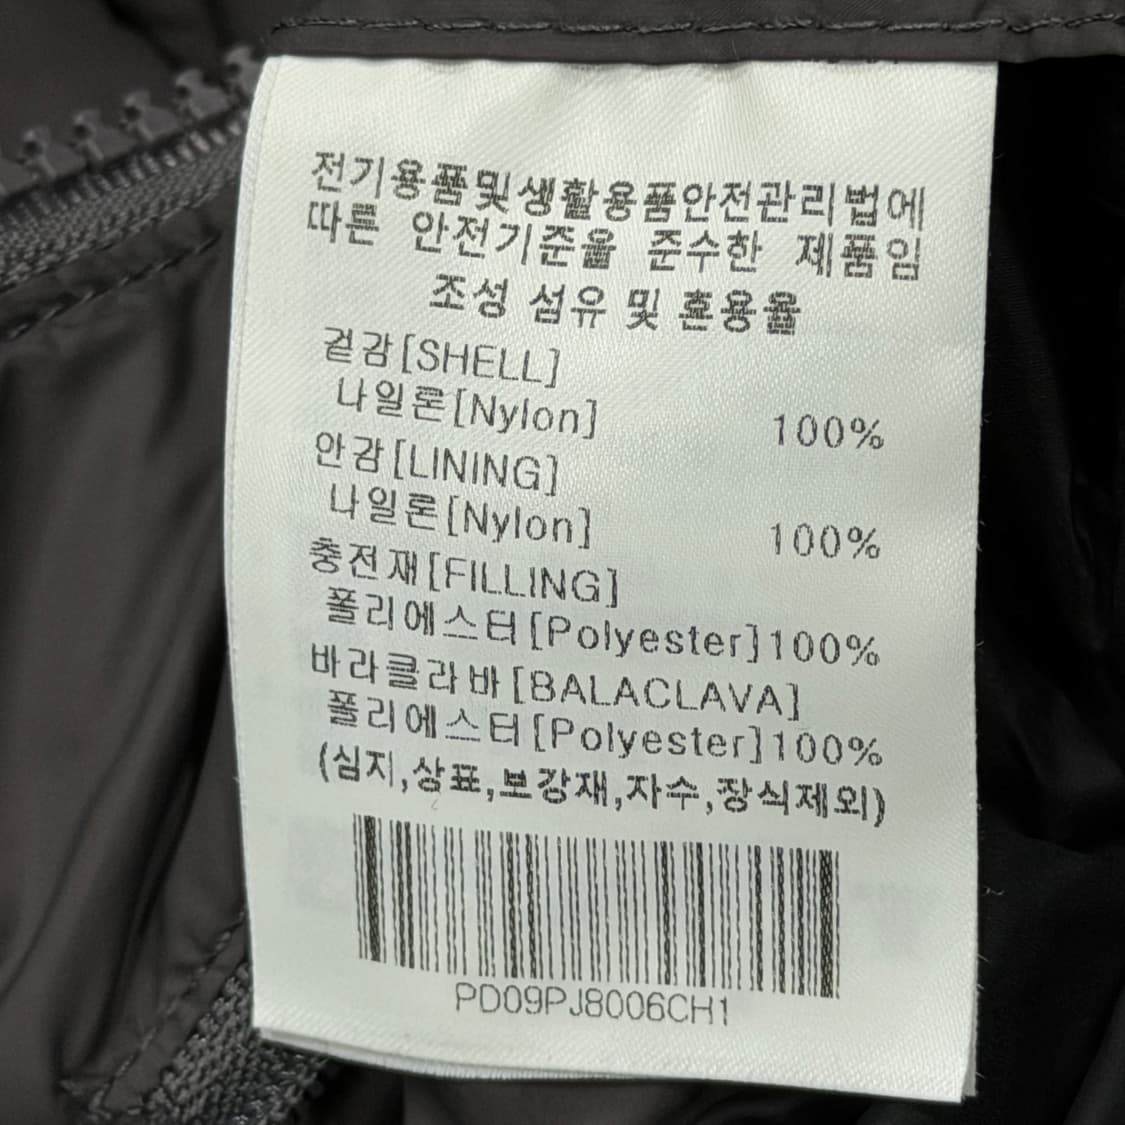 전기용품및생활용품안전관리법에
따른 안전기준을 준수한 제품임
조성 섬유 및 혼용율
겉감[SHELL]
나일론[Nylon] 100%
안감[LINING]
나일론[Nylon] 100%
충전재[FILLING]
폴리에스터[Polyester]100%
바라클라바[BALACLAVA]
폴리에스터[Polyester]100%
(심지,상표,보강재,자수,장식제외)
PD09PJ8006CH1